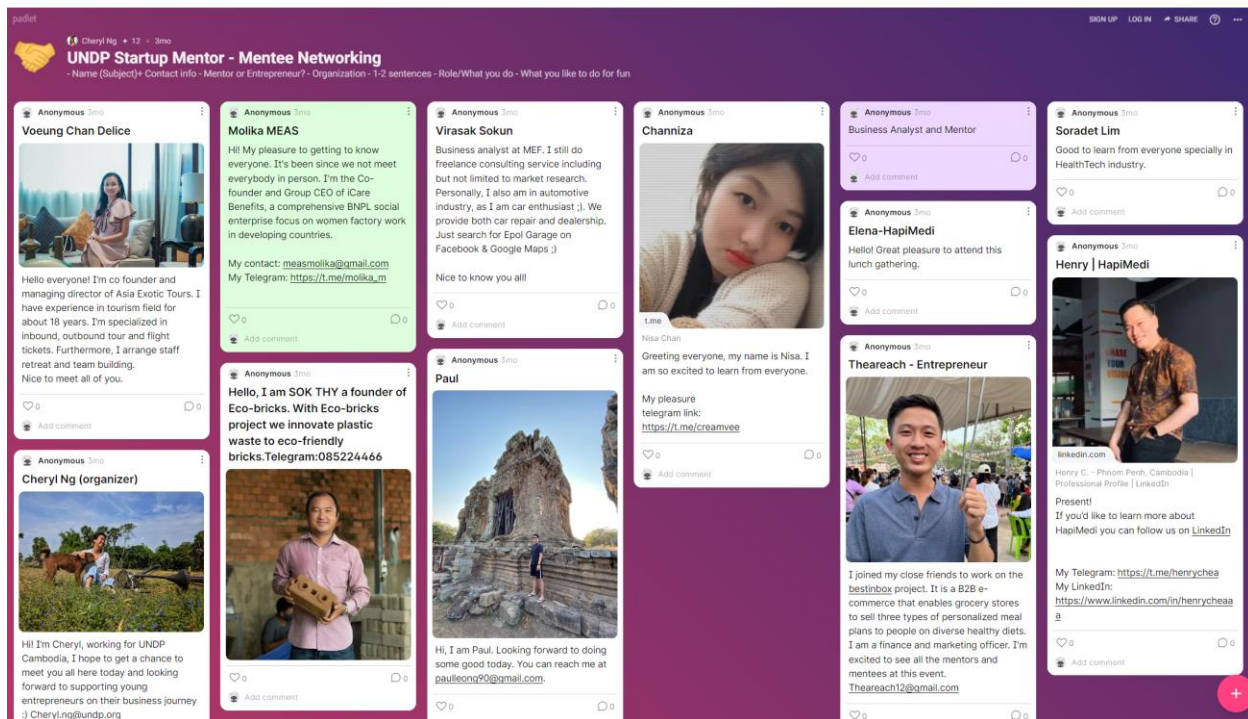 padlet
SIGN UP LOG IN SHARE
Cheryl Ng + 12 • 3mo
UNDP Startup Mentor - Mentee Networking
- Name (Subject)+ Contact info - Mentor or Entrepreneur? - Organization - 1-2 sentences - Role/What you do - What you like to do for fun
Anonymous 3mo
Voeung Chan Delice
Hello everyone! I'm co founder and
managing director of Asia Exotic Tours. I
have experience in tourism field for
about 18 years. I'm specialized in
inbound, outbound tour and flight
tickets. Furthermore, I arrange staff
retreat and team building.
Nice to meet all of you.
0 0
Add comment
Anonymous 3mo
Cheryl Ng (organizer)
Hi! I'm Cheryl, working for UNDP
Cambodia, I hope to get a chance to
meet you all here today and looking
forward to supporting young
entrepreneurs on their business journey
:) Cheryl.ng@undp.org
Anonymous 3mo
Molika MEAS
Hi! My pleasure to getting to know
everyone. It's been since we not meet
everybody in person. I'm the Co-
founder and Group CEO of iCare
Benefits, a comprehensive BNPL social
enterprise focus on women factory work
in developing countries.
My contact: measmolika@gmail.com
My Telegram: https://t.me/molika_m
0 0
Add comment
Anonymous 3mo
Hello, I am SOK THY a founder of
Eco-bricks. With Eco-bricks
project we innovate plastic
waste to eco-friendly
bricks.Telegram:085224466
0 0
Add comment
Anonymous 3mo
Virasak Sokun
Business analyst at MEF. I still do
freelance consulting service including
but not limited to market research.
Personally, I also am in automotive
industry, as I am car enthusiast ;). We
provide both car repair and dealership.
Just search for Epol Garage on
Facebook & Google Maps ;)
Nice to know you all!
0 0
Add comment
Anonymous 3mo
Paul
Hi, I am Paul. Looking forward to doing
some good today. You can reach me at
paulleong90@gmail.com.
0 0
Channiza
t.me
Nisa Chan
Greeting everyone, my name is Nisa. I
am so excited to learn from everyone.
My pleasure
telegram link:
https://t.me/creamvee
0 0
Add comment
Anonymous 3mo
Business Analyst and Mentor
0 0
Add comment
Anonymous 3mo
Elena-HapiMedi
Hello! Great pleasure to attend this
lunch gathering.
0 0
Add comment
Anonymous 3mo
Theareach - Entrepreneur
I joined my close friends to work on the
bestinbox project. It is a B2B e-
commerce that enables grocery stores
to sell three types of personalized meal
plans to people on diverse healthy diets.
I am a finance and marketing officer. I'm
excited to see all the mentors and
mentees at this event.
Theareach12@gmail.com
0 0
Anonymous 3mo
Soradet Lim
Good to learn from everyone specially in
HealthTech industry.
0 0
Add comment
Anonymous 3mo
Henry | HapiMedi
linkedin.com
Henry C. - Phnom Penh, Cambodia |
Professional Profile | LinkedIn
Present!
If you'd like to learn more about
HapiMedi you can follow us on LinkedIn
My Telegram: https://t.me/henrychea
My LinkedIn:
https://www.linkedin.com/in/henrycheaa
a
0 0
Add comment